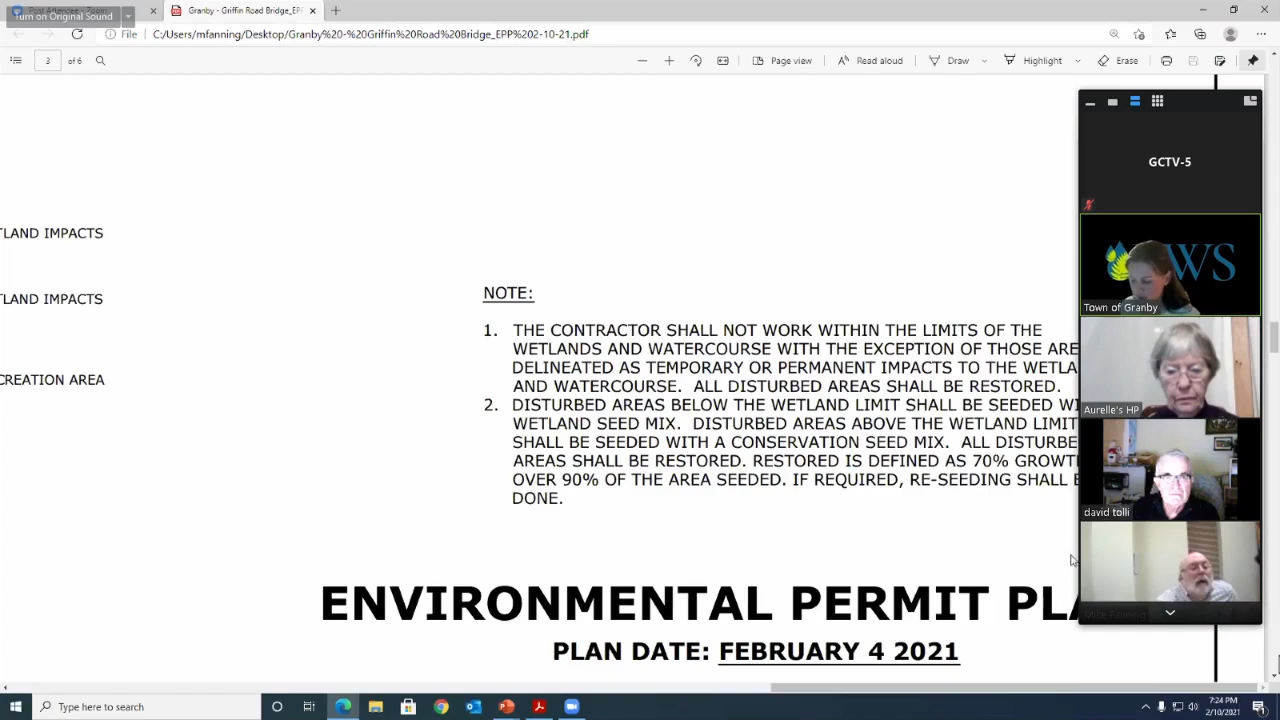 Post Attendee - Zoom
Turn on Original Sound
Granby - Griffin Road Bridge_EPP
File
C:/Users/mfanning/Desktop/Granby%20-%20Griffin%20Road%20Bridge_EPP%202-10-21.pdf
3 of 6
Page view
Read aloud
Draw
Highlight
Erase
GCTV-5
TLAND IMPACTS
WS
Town of Granby
TLAND IMPACTS
NOTE:
1. THE CONTRACTOR SHALL NOT WORK WITHIN THE LIMITS OF THE
WETLANDS AND WATERCOURSE WITH THE EXCEPTION OF THOSE ARE
DELINEATED AS TEMPORARY OR PERMANENT IMPACTS TO THE WETLA
AND WATERCOURSE. ALL DISTURBED AREAS SHALL BE RESTORED.
CREATION AREA
2. DISTURBED AREAS BELOW THE WETLAND LIMIT SHALL BE SEEDED WI
WETLAND SEED MIX. DISTURBED AREAS ABOVE THE WETLAND LIMIT
SHALL BE SEEDED WITH A CONSERVATION SEED MIX. ALL DISTURBE
AREAS SHALL BE RESTORED. RESTORED IS DEFINED AS 70% GROWT
OVER 90% OF THE AREA SEEDED. IF REQUIRED, RE-SEEDING SHALL B
DONE.
Aurelle's HP
david tolli
ENVIRONMENTAL PERMIT PLA
PLAN DATE: FEBRUARY 4 2021
Type here to search
7:24 PM
2/10/2021